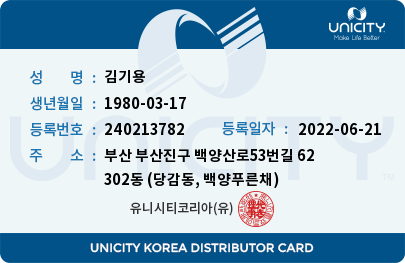 UNICITY
Make Life Better
성 명 : 김기용
생년월일 : 1980-03-17
등록번호 : 240213782 등록일자 : 2022-06-21
주 소 : 부산 부산진구 백양산로53번길 62
302동 (당감동, 백양푸른채)
유니시티코리아(유)
UNICITY
UNICITY KOREA DISTRIBUTOR CARD